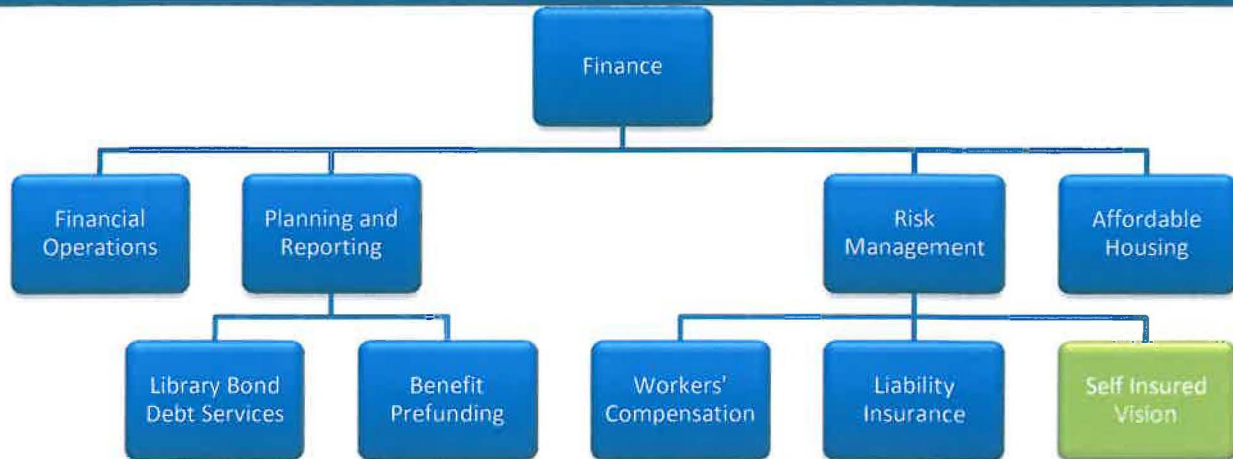 Finance
Financial
Operations
Planning and
Reporting
Risk
Management
Affordable
Housing
Library Bond
Debt Services
Benefit
Prefunding
Workers'
Compensation
Liability
Insurance
Self Insured
Vision